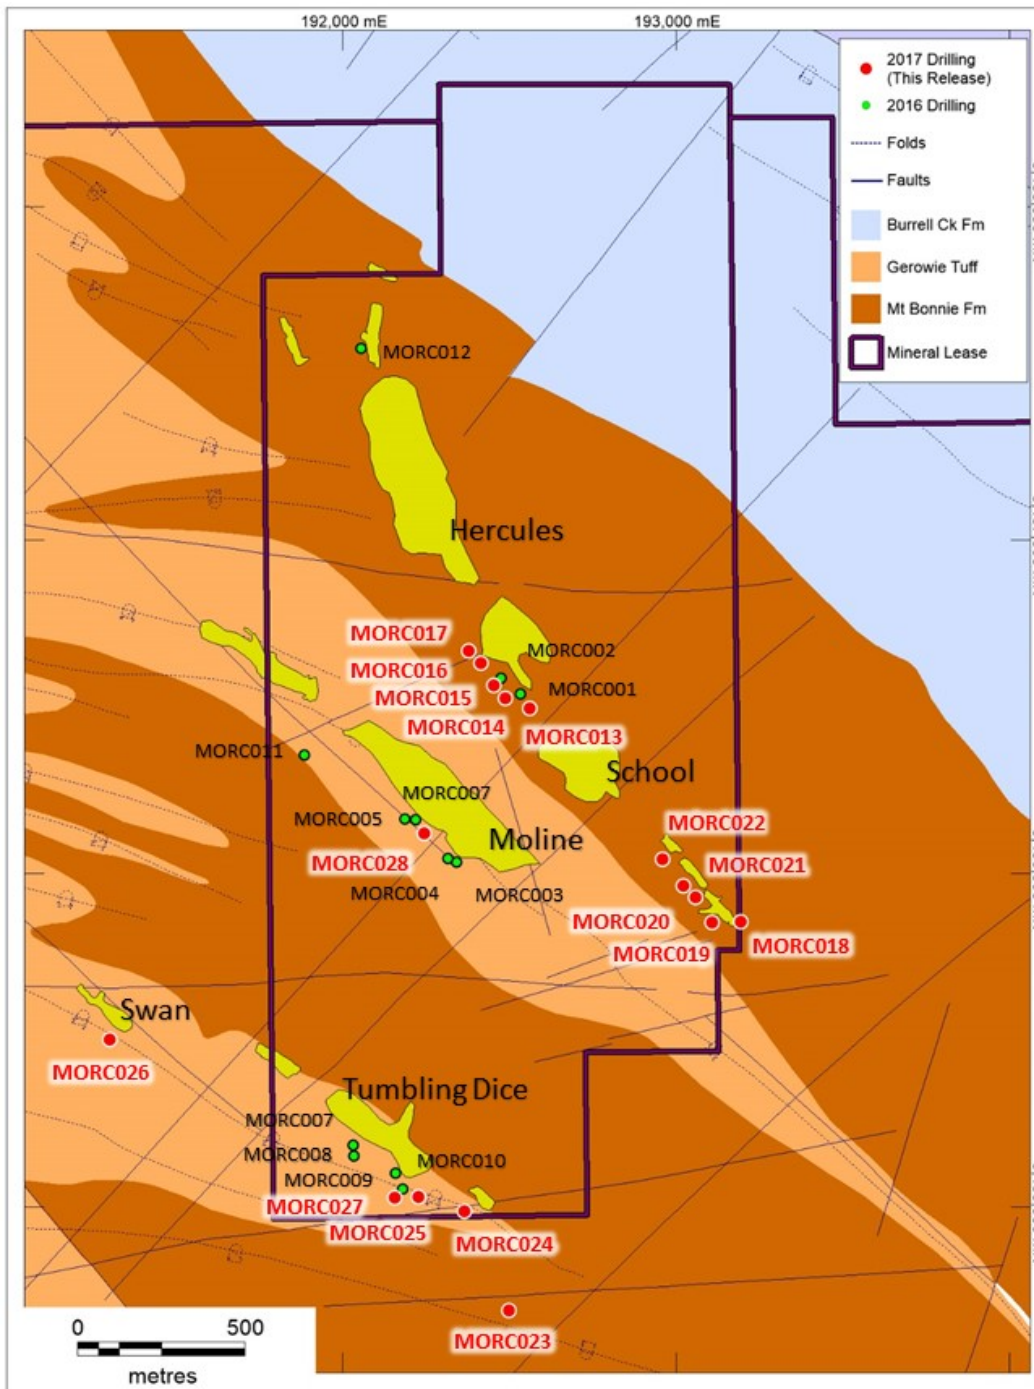 192,000 mE
193,000 mE
2017 Drilling
(This Release)
2016 Drilling
Folds
Faults
Burrell Ck Fm
Gerowie Tuff
Mt Bonnie Fm
Mineral Lease
MORC012
Hercules
MORC017
MORC002
MORC016
MORC001
MORC015
MORC014
MORC013
MORC011
School
MORC007
MORC005
MORC022
Moline
MORC028
MORC021
MORC004
MORC003
MORC020
MORC019
MORC018
Swan
MORC026
Tumbling Dice
MORC007
MORC008
MORC010
MORC009
MORC027
MORC025
MORC024
MORC023
0
500
metres